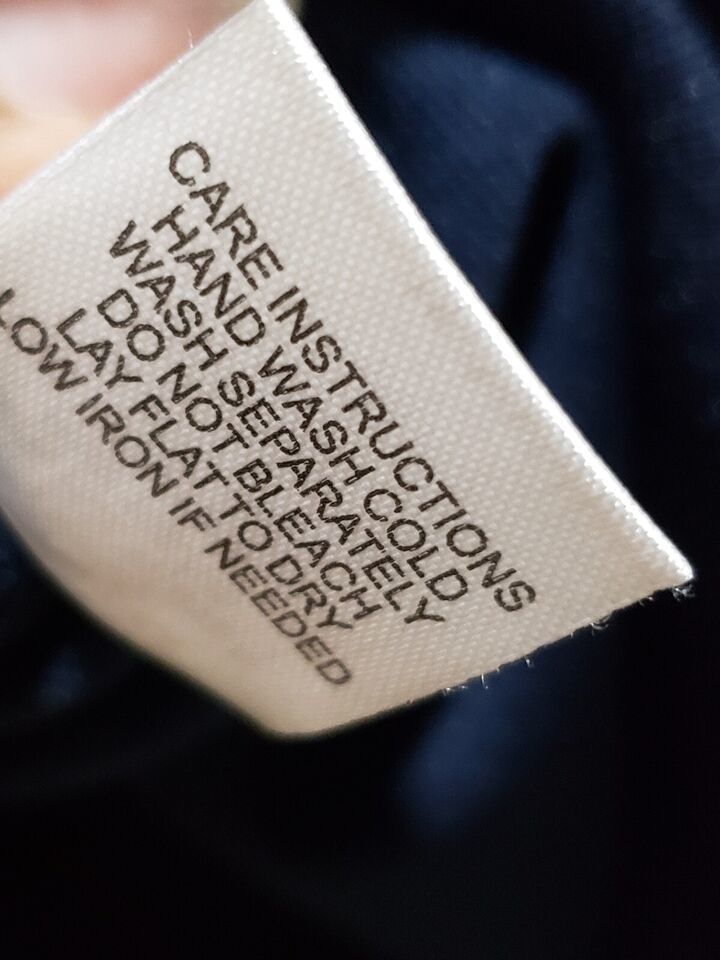 CARE INSTRUCTIONS
HAND WASH COLD
WASH SEPARATELY
DO NOT BLEACH
LAY FLAT TO DRY
LOW IRON IF NEEDED